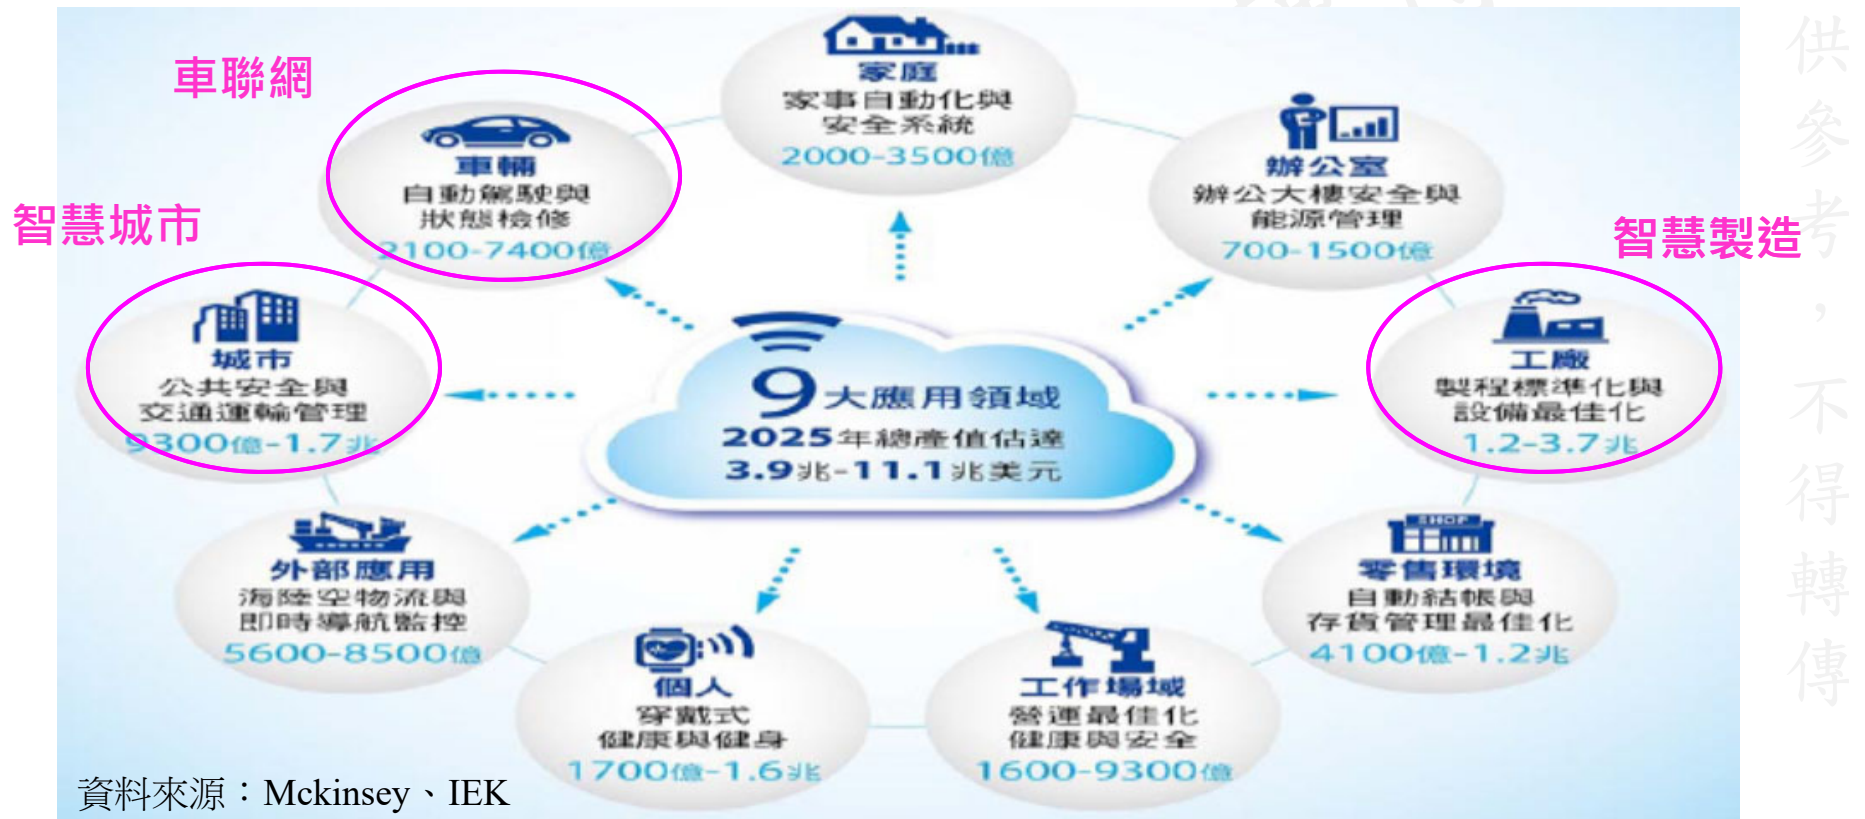 車聯網
智慧城市
智慧製造
家庭
家事自動化與
安全系統
2000-3500億
車輛
自動駕駛與
狀態檢修
2100-7400億
辦公室
辦公大樓安全與
能源管理
700-1500億
城市
公共安全與
交通運輸管理
9300億-1.7兆
9大應用領域
2025年總產值估達
3.9兆-11.1兆美元
工廠
製程標準化與
設備最佳化
1.2-3.7兆
外部應用
海陸空物流與
即時導航監控
5600-8500億
SHOP
零售環境
自動結帳與
存貨管理最佳化
4100億-1.2兆
個人
穿戴式
健康與健身
1700億-1.6兆
工作場域
營運最佳化
健康與安全
1600-9300億
資料來源：Mckinsey、IEK
供參考，不得轉傳